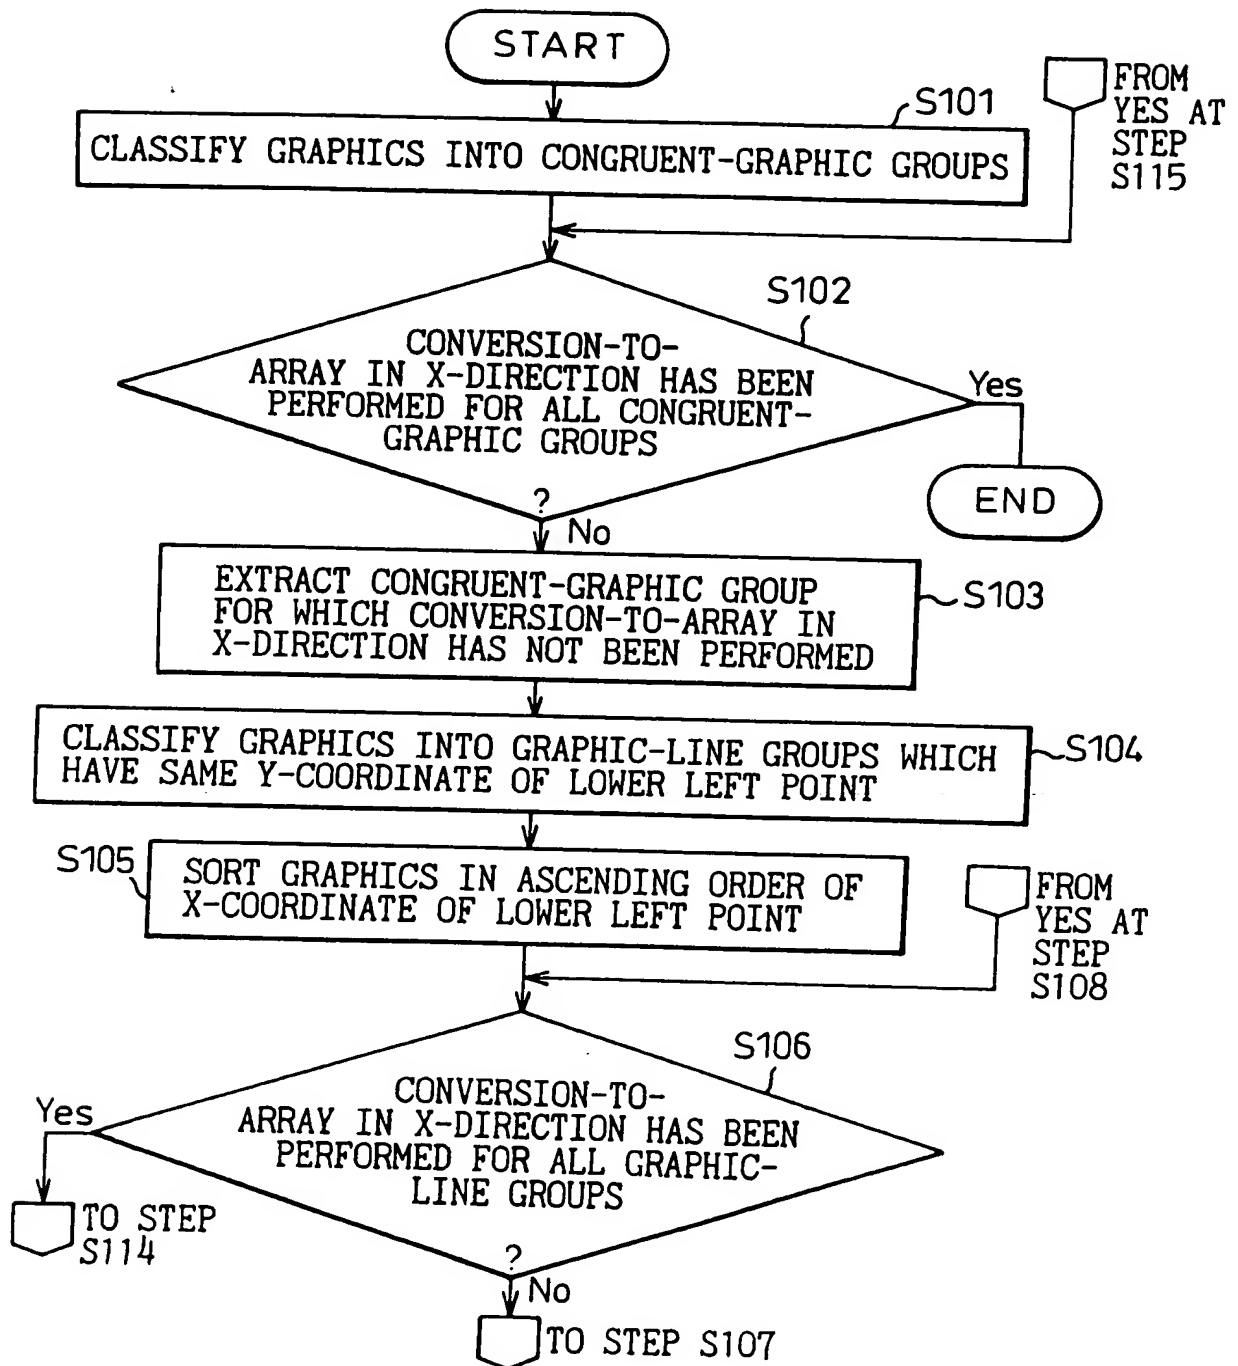 START
FROM
YES AT
STEP
S115
S101
CLASSIFY GRAPHICS INTO CONGRUENT-GRAPHIC GROUPS
S102
CONVERSION-TO-
ARRAY IN X-DIRECTION HAS BEEN
PERFORMED FOR ALL CONGRUENT-
GRAPHIC GROUPS
?
Yes
END
No
EXTRACT CONGRUENT-GRAPHIC GROUP
FOR WHICH CONVERSION-TO-ARRAY IN
X-DIRECTION HAS NOT BEEN PERFORMED
S103
CLASSIFY GRAPHICS INTO GRAPHIC-LINE GROUPS WHICH
HAVE SAME Y-COORDINATE OF LOWER LEFT POINT
S104
S105
SORT GRAPHICS IN ASCENDING ORDER OF
X-COORDINATE OF LOWER LEFT POINT
FROM
YES AT
STEP
S108
S106
CONVERSION-TO-
ARRAY IN X-DIRECTION HAS BEEN
PERFORMED FOR ALL GRAPHIC-
LINE GROUPS
?
Yes
TO STEP
S114
No
TO STEP S107